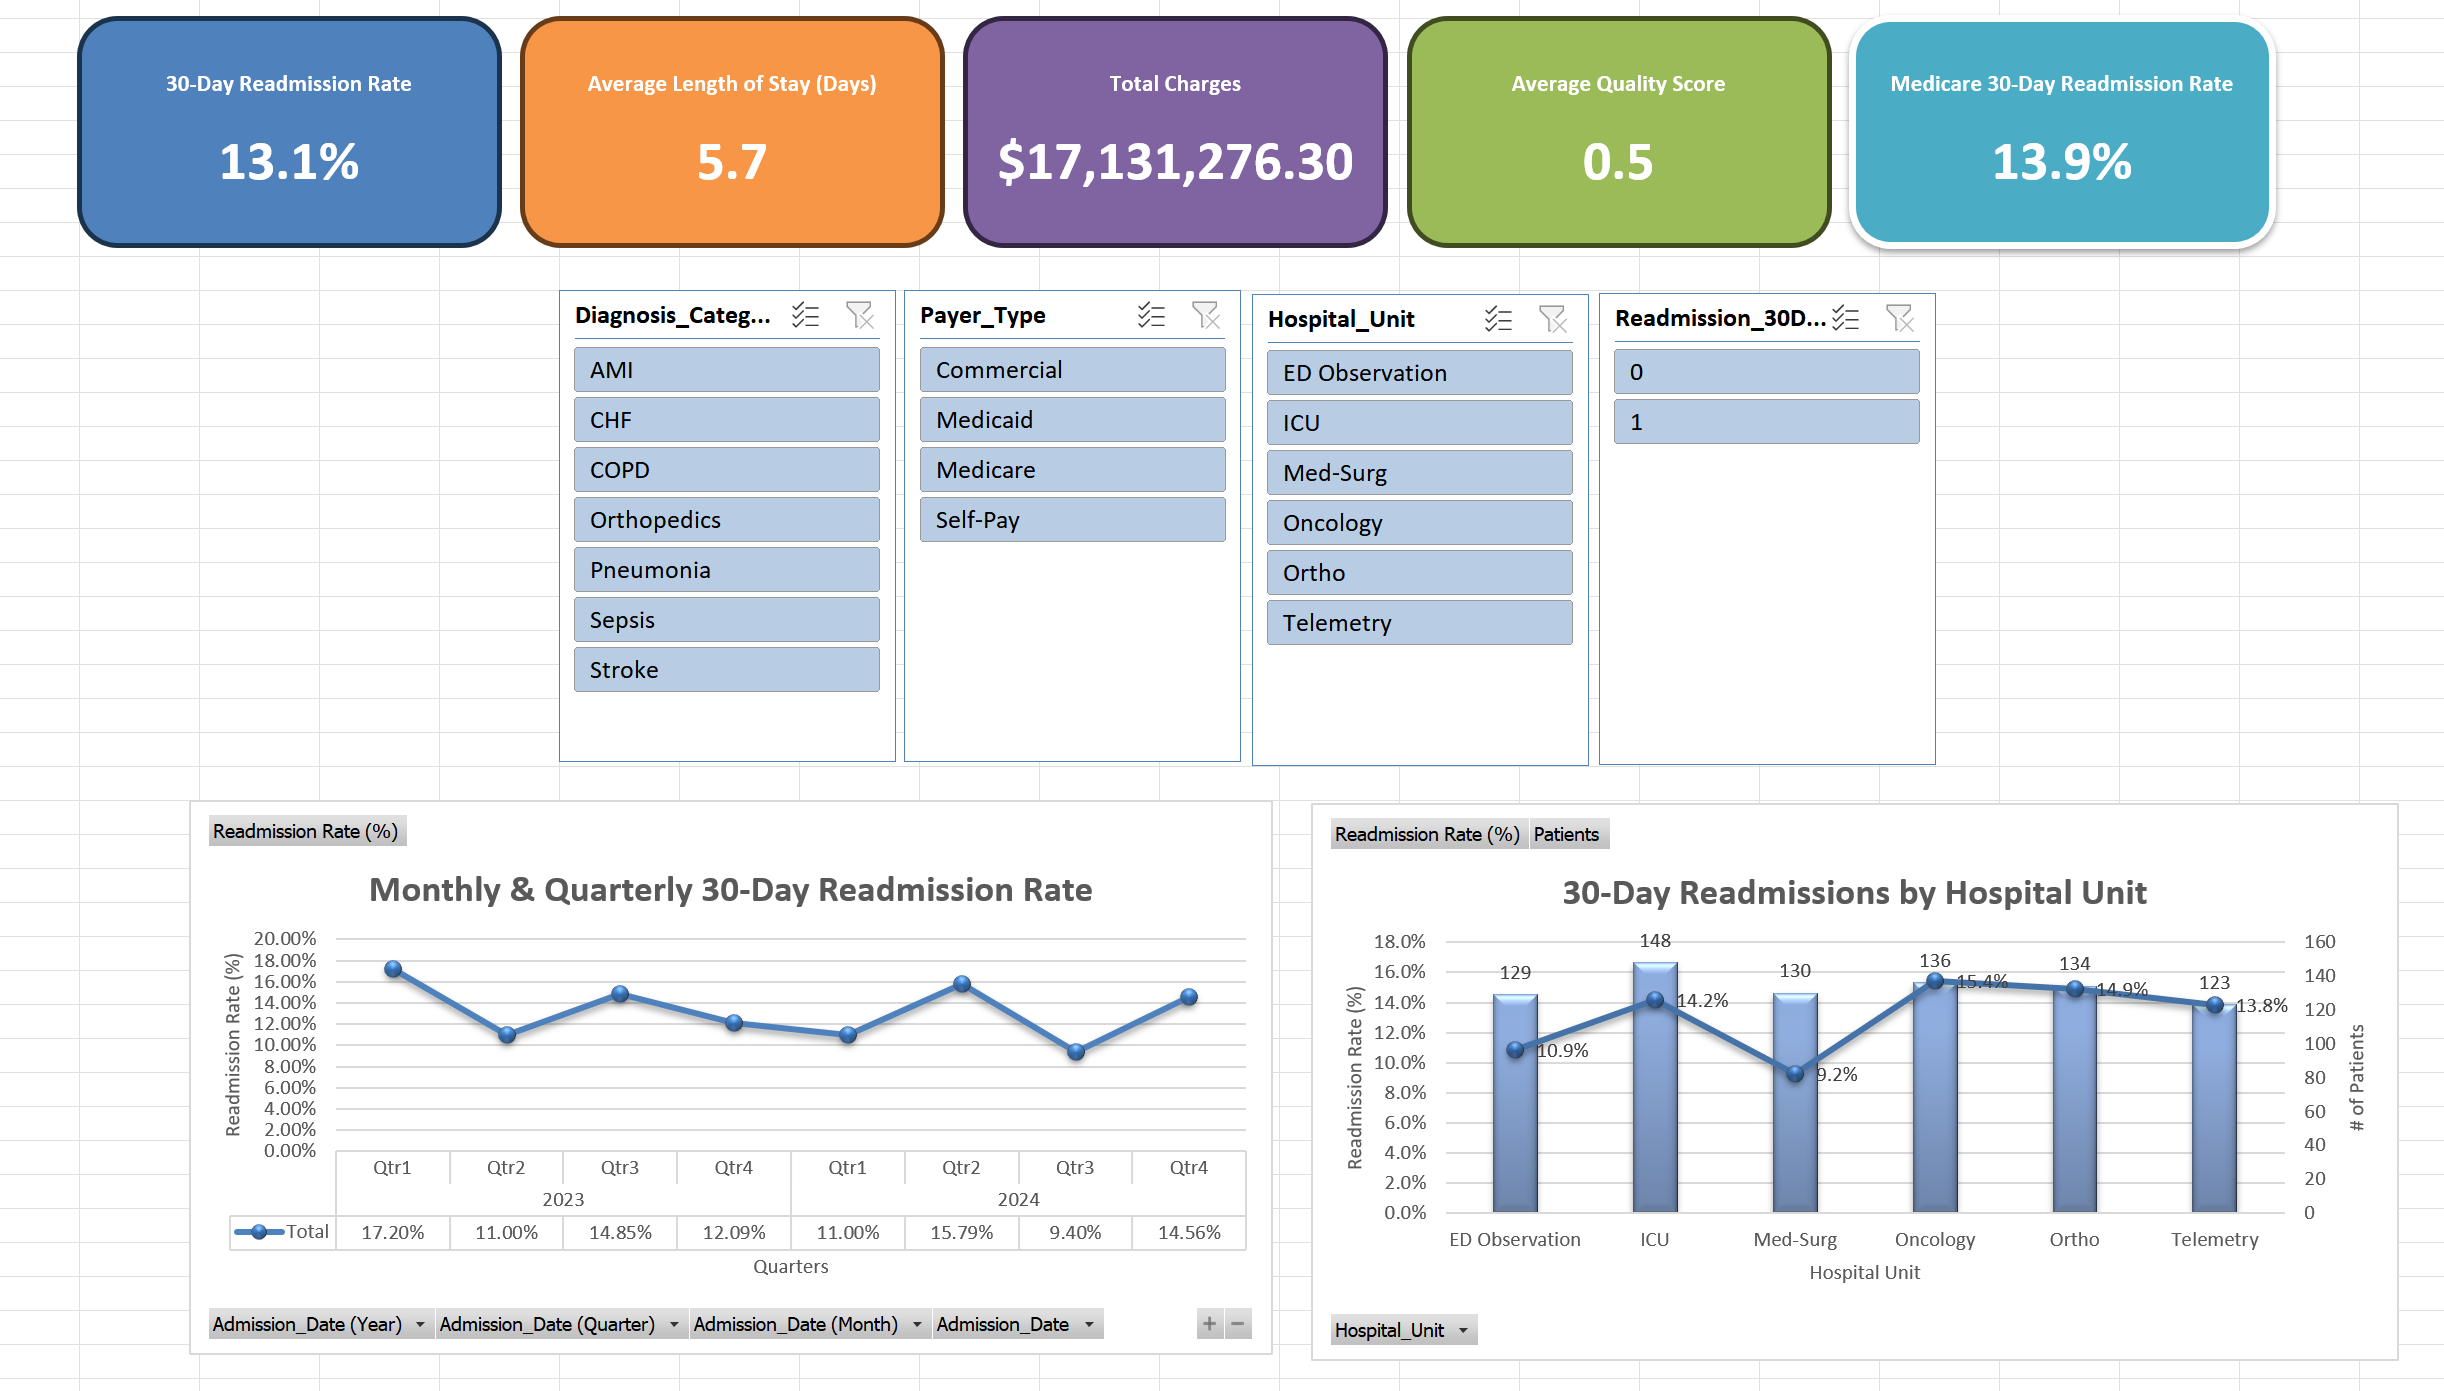 30-Day Readmission Rate
13.1%
Average Length of Stay (Days)
5.7
Total Charges
$17,131,276.30
Average Quality Score
0.5
Medicare 30-Day Readmission Rate
13.9%
Diagnosis_Categ...
AMI
CHF
COPD
Orthopedics
Pneumonia
Sepsis
Stroke
Payer_Type
Commercial
Medicaid
Medicare
Self-Pay
Hospital_Unit
ED Observation
ICU
Med-Surg
Oncology
Ortho
Telemetry
Readmission_30D...
0
1
Readmission Rate (%)
Monthly & Quarterly 30-Day Readmission Rate
Readmission Rate (%)
20.00%
18.00%
16.00%
14.00%
12.00%
10.00%
8.00%
6.00%
4.00%
2.00%
0.00%
Qtr1 Qtr2 Qtr3 Qtr4 Qtr1 Qtr2 Qtr3 Qtr4
2023 2024
Total 17.20% 11.00% 14.85% 12.09% 11.00% 15.79% 9.40% 14.56%
Quarters
Admission_Date (Year) Admission_Date (Quarter) Admission_Date (Month) Admission_Date
Readmission Rate (%) Patients
30-Day Readmissions by Hospital Unit
Readmission Rate (%)
18.0%
16.0%
14.0%
12.0%
10.0%
8.0%
6.0%
4.0%
2.0%
0.0%
129 148 130 136 134 123
10.9% 14.2% 9.2% 15.4% 14.9% 13.8%
160
140
120
100
80
60
40
20
0
# of Patients
ED Observation ICU Med-Surg Oncology Ortho Telemetry
Hospital Unit
Hospital_Unit